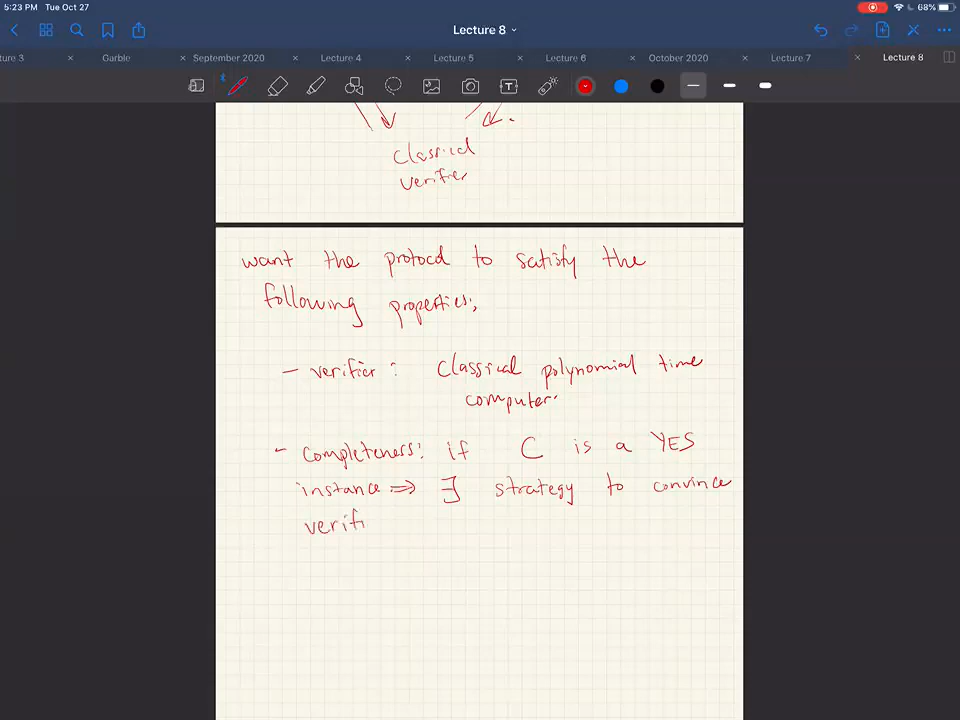 5:23 PM Tue Oct 27
68%
Lecture 8
ture 3
Garble
September 2020
Lecture 4
Lecture 5
Lecture 6
October 2020
Lecture 7
Lecture 8
Classical
verifier
want the protocol to satisfy the
following properties:
- verifier: classical polynomial time
computer.
- completeness: if C is a YES
instance => ∃ strategy to convince
verifi